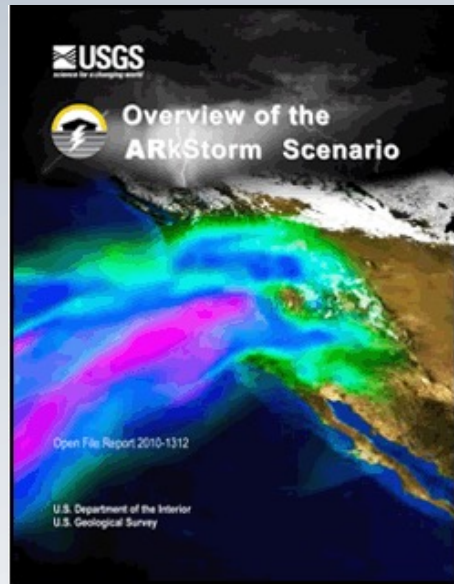 USGS
science for a changing world
Overview of the
ARkStorm Scenario
Open File Report 2010-1312
U.S. Department of the Interior
U.S. Geological Survey